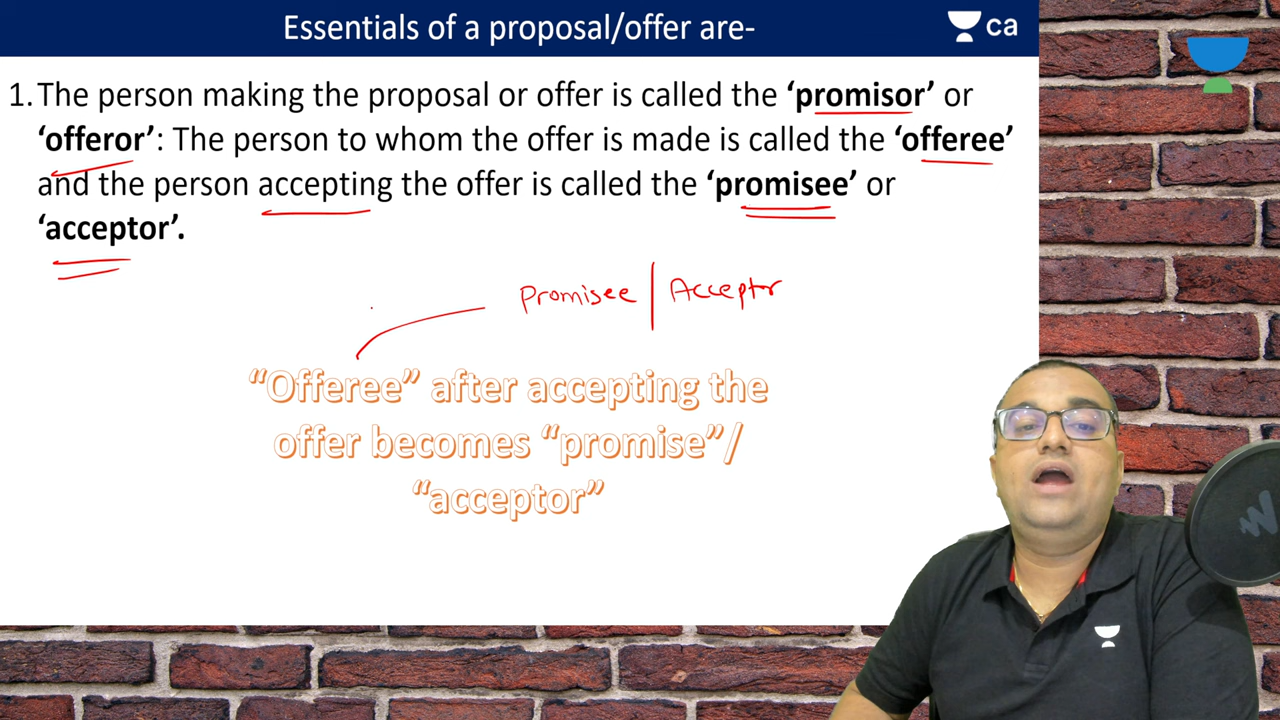 Essentials of a proposal/offer are-
ca
1. The person making the proposal or offer is called the ‘promisor’ or
‘offeror’: The person to whom the offer is made is called the ‘offeree’
and the person accepting the offer is called the ‘promisee’ or
‘acceptor’.
Promisee | Acceptor
“Offeree” after accepting the
offer becomes “promise”/
“acceptor”